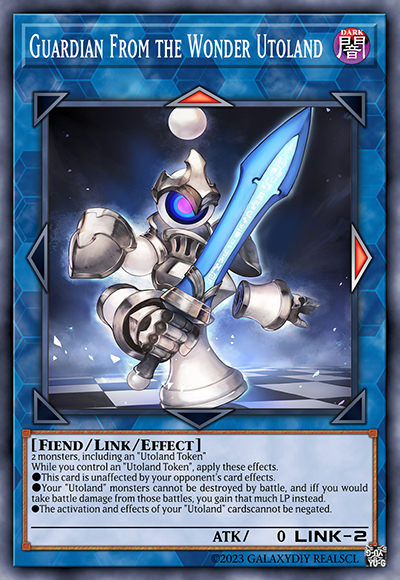 GUARDIAN FROM THE WONDER UTOLAND
DARK
闇
[FIEND/LINK/EFFECT]
2 monsters, including an "Utoland Token"
While you control an "Utoland Token", apply these effects.
●This card is unaffected by your opponent's card effects.
●Your "Utoland" monsters cannot be destroyed by battle, and iff you would
take battle damage from those battles, you gain that much LP instead.
●The activation and effects of your "Utoland" cardscannot be negated.
ATK/ 0 LINK-2
©2023 GALAXYDIY REALSCL